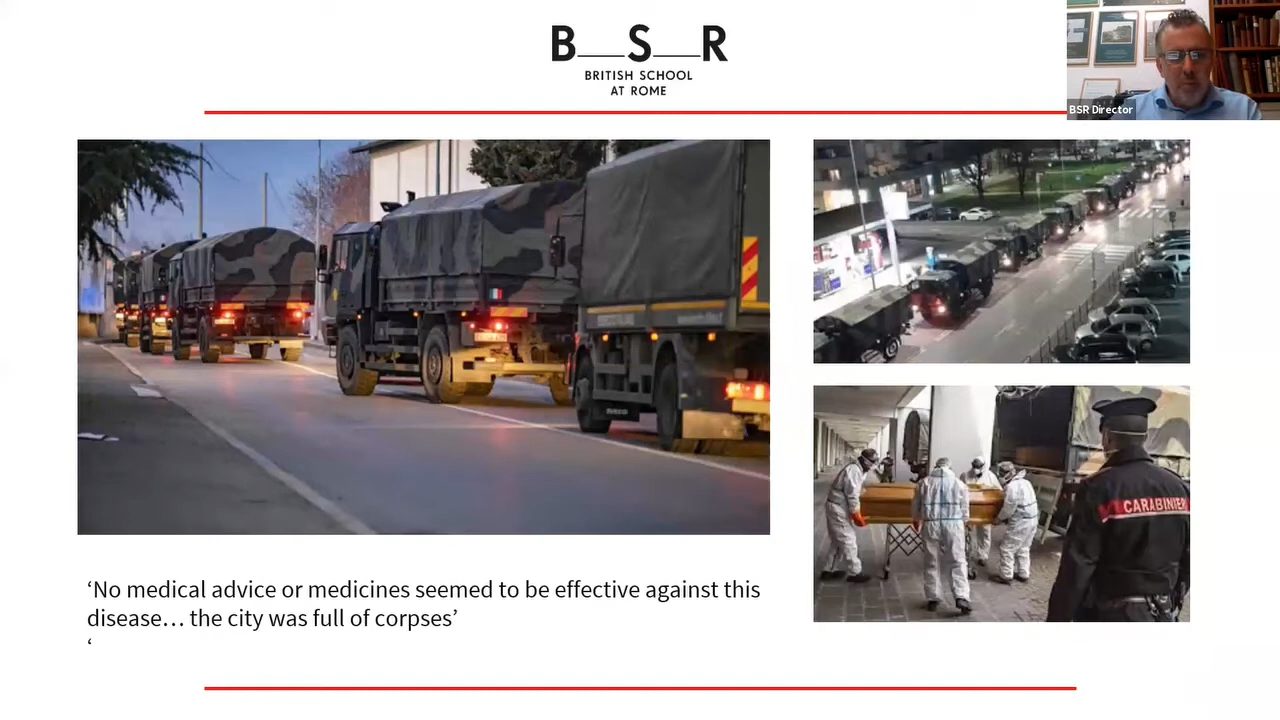 B__S__R
BRITISH SCHOOL
AT ROME
BSR Director
CARABINIERI
‘No medical advice or medicines seemed to be effective against this
disease… the city was full of corpses’
‘